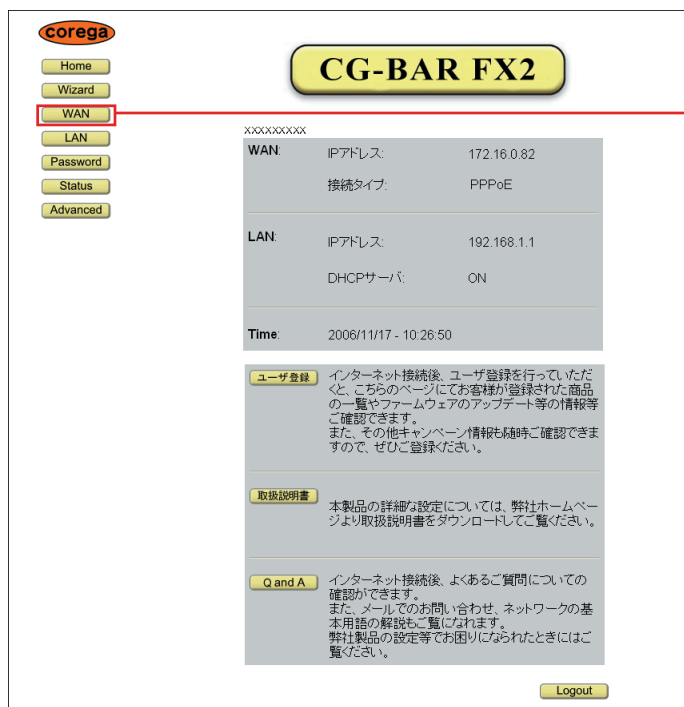 corega
Home
Wizard
WAN
LAN
Password
Status
Advanced
CG-BAR FX2
xxxxxxxxx
WAN: IPアドレス: 172.16.0.82
接続タイプ: PPPoE
LAN: IPアドレス: 192.168.1.1
DHCPサーバ: ON
Time: 2006/11/17 - 10:26:50
ユーザ登録
インターネット接続後、ユーザ登録を行っていただ
くと、こちらのページにてお客様が登録された商品
の一覧やファームウェアのアップデート等の情報等
ご確認できます。
また、その他キャンペーン情報も随時ご確認できま
すので、ぜひご登録ください。
取扱説明書
本製品の詳細な設定については、弊社ホームペー
ジより取扱説明書をダウンロードしてご覧ください。
Q and A
インターネット接続後、よくあるご質問についての
確認ができます。
また、メールでのお問い合わせ、ネットワークの基
本用語の解説もご覧になれます。
弊社製品の設定等でお困りになられたときにはご
覧ください。
Logout